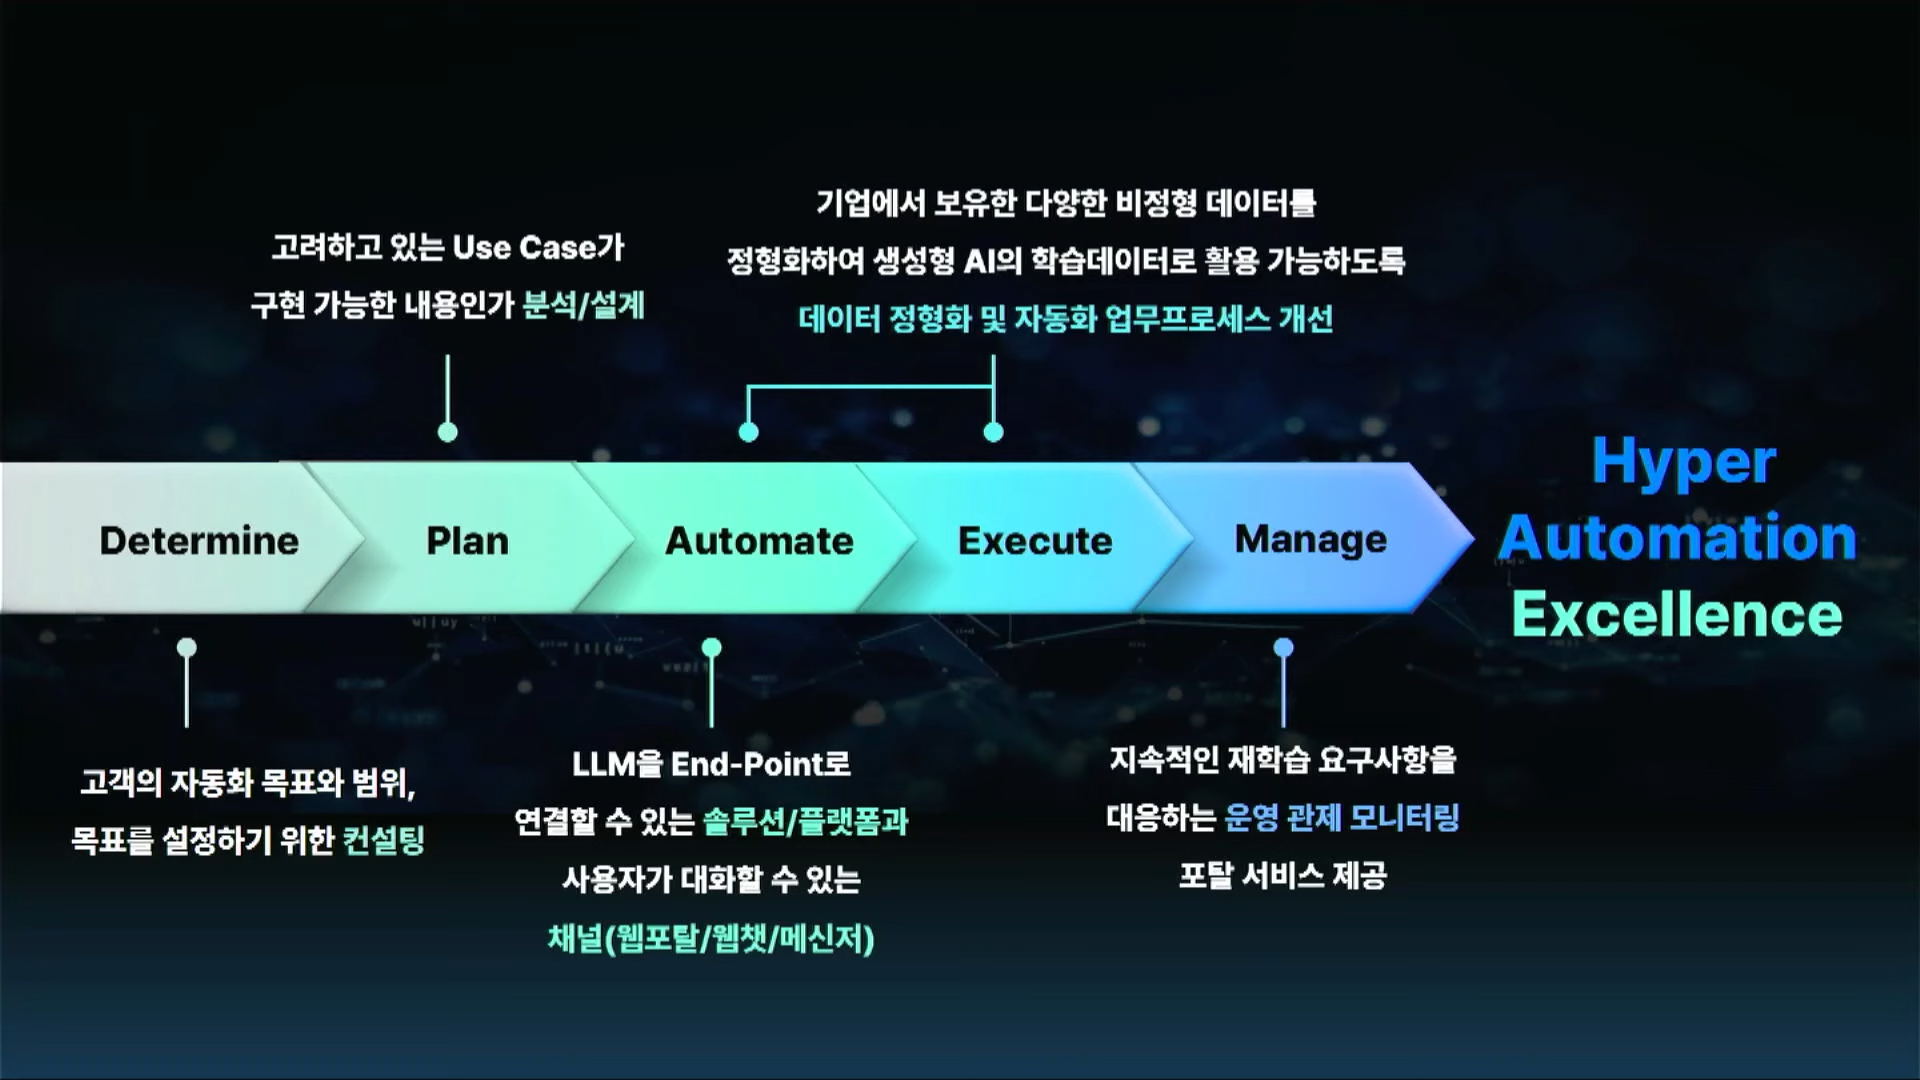 기업에서 보유한 다양한 비정형 데이터를
정형화하여 생성형 AI의 학습데이터로 활용 가능하도록
데이터 정형화 및 자동화 업무프로세스 개선
고려하고 있는 Use Case가
구현 가능한 내용인가 분석/설계
Determine
Plan
Automate
Execute
Manage
Hyper
Automation
Excellence
고객의 자동화 목표와 범위,
목표를 설정하기 위한 컨설팅
LLM을 End-Point로
연결할 수 있는 솔루션/플랫폼과
사용자가 대화할 수 있는
채널(웹포탈/웹챗/메신저)
지속적인 재학습 요구사항을
대응하는 운영 관제 모니터링
포탈 서비스 제공